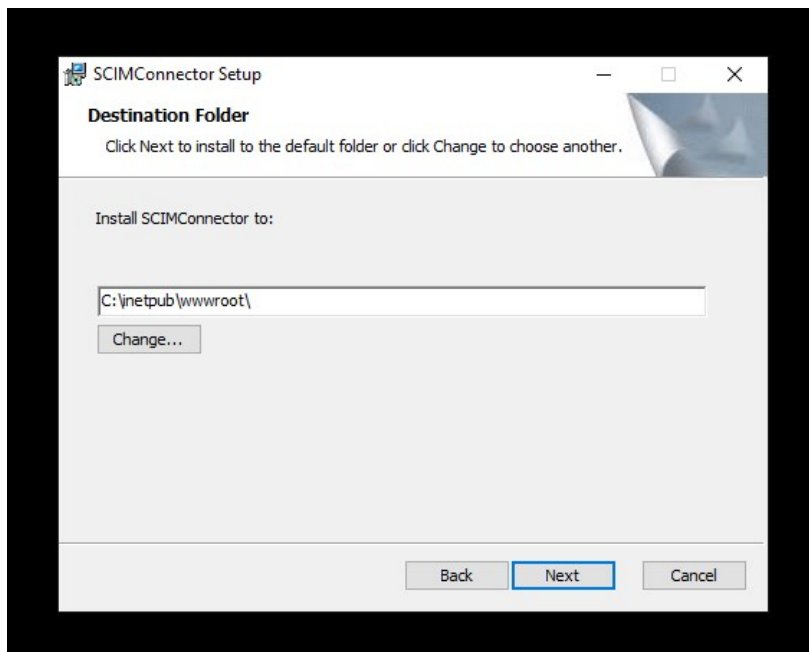 SCIMConnector Setup
Destination Folder
Click Next to install to the default folder or click Change to choose another.
Install SCIMConnector to:
C:\inetpub\wwwroot\
Change...
Back Next Cancel